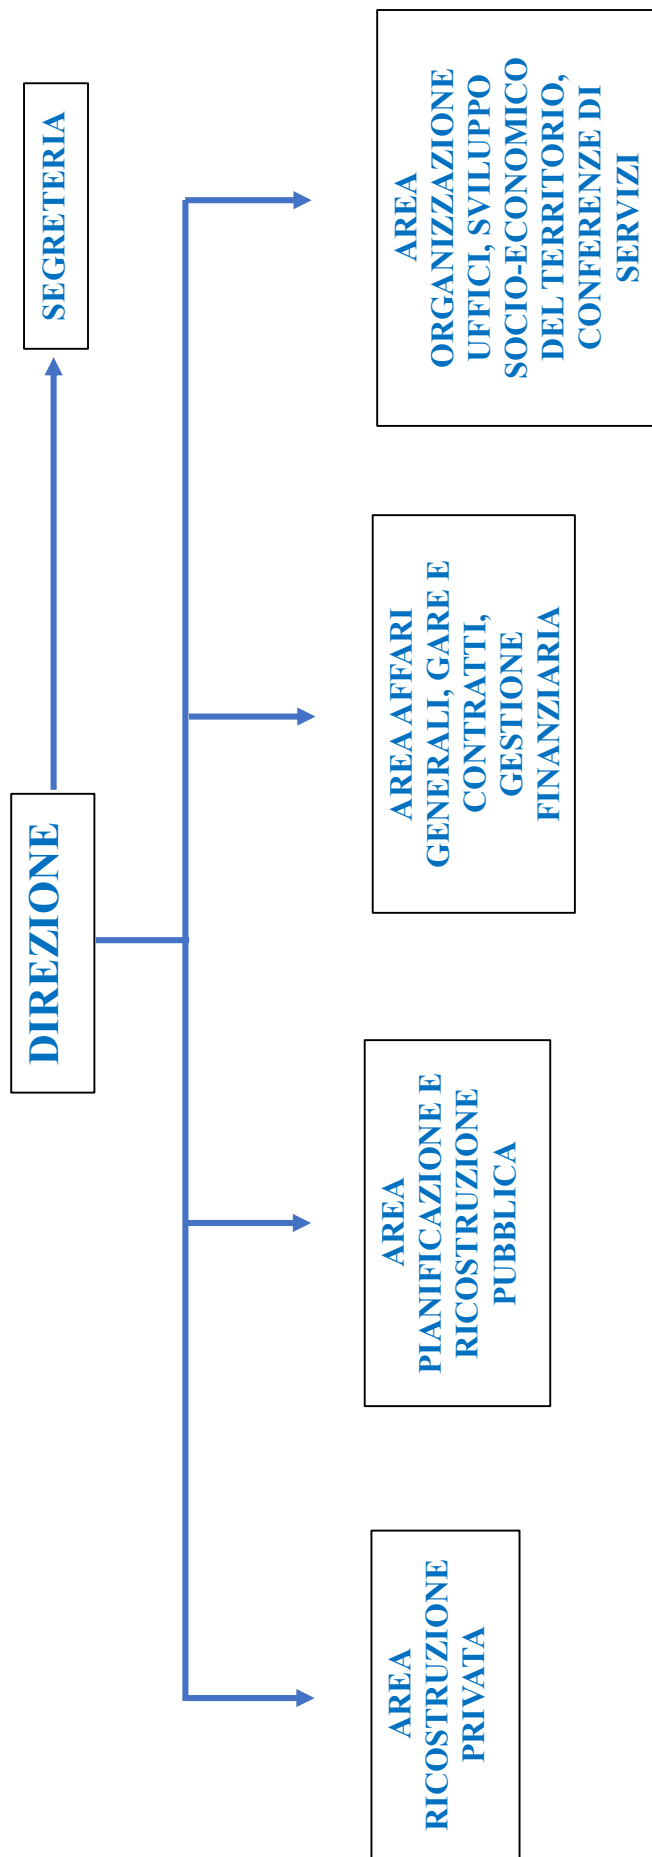 DIREZIONE
SEGRETERIA
AREA
RICOSTRUZIONE
PRIVATA
AREA
PIANIFICAZIONE E
RICOSTRUZIONE
PUBBLICA
AREA AFFARI
GENERALI, GARE E
CONTRATTI,
GESTIONE
FINANZIARIA
AREA
ORGANIZZAZIONE
UFFICI, SVILUPPO
SOCIO-ECONOMICO
DEL TERRITORIO,
CONFERENZE DI
SERVIZI